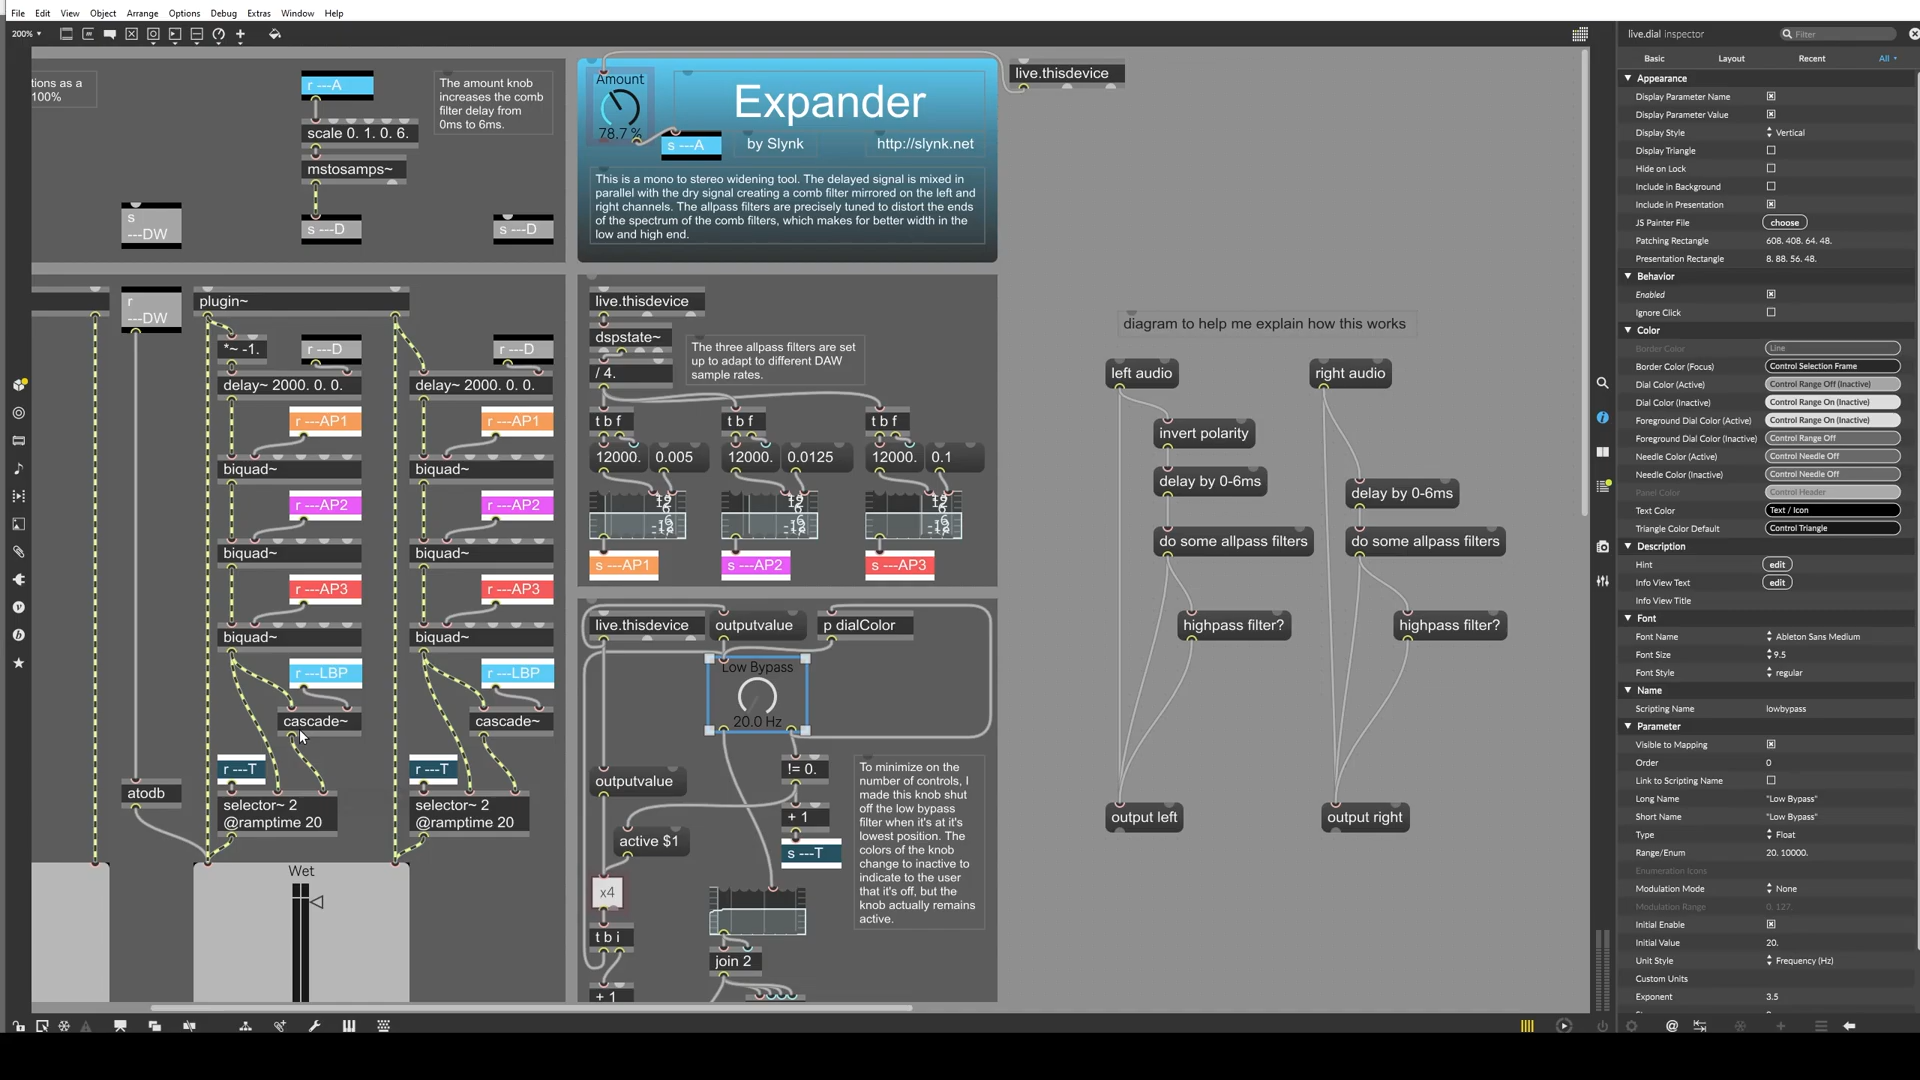 File Edit View Object Arrange Options Debug Extras Window Help
200%
tions as a
100%
r ---A
The amount knob
increases the comb
filter delay from
0ms to 6ms.
scale 0. 1. 0. 6.
mstosamps~
s ---D
s
---DW
s ---D
Amount
78.7 %
s ---A
Expander
by Slynk
http://slynk.net
This is a mono to stereo widening tool. The delayed signal is mixed in
parallel with the dry signal creating a comb filter mirrored on the left and
right channels. The allpass filters are precisely tuned to distort the ends
of the spectrum of the comb filters, which makes for better width in the
low and high end.
live.thisdevice
r
---DW
plugin~
*~ -1.
r ---D
r ---D
delay~ 2000. 0. 0.
delay~ 2000. 0. 0.
r ---AP1
r ---AP1
biquad~
biquad~
r ---AP2
r ---AP2
biquad~
biquad~
r ---AP3
r ---AP3
biquad~
biquad~
r ---LBP
r ---LBP
cascade~
cascade~
r ---T
r ---T
atodb
selector~ 2
@ramptime 20
selector~ 2
@ramptime 20
Wet
live.thisdevice
dspstate~
/ 4.
The three allpass filters are set
up to adapt to different DAW
sample rates.
t b f
t b f
t b f
12000. 0.005
12000. 0.0125
12000. 0.1
s ---AP1
s ---AP2
s ---AP3
live.thisdevice
outputvalue
p dialColor
Low Bypass
20.0 Hz
outputvalue
!= 0.
+ 1
active $1
s ---T
x4
t b i
+ 1
join 2
To minimize on the
number of controls, I
made this knob shut
off the low bypass
filter when it's at it's
lowest position. The
colors of the knob
change to inactive to
indicate to the user
that it's off, but the
knob actually remains
active.
diagram to help me explain how this works
left audio
right audio
invert polarity
delay by 0-6ms
delay by 0-6ms
do some allpass filters
do some allpass filters
highpass filter?
highpass filter?
output left
output right
live.dial inspector
Filter
Basic Layout Recent All
Appearance
Display Parameter Name
Display Parameter Value
Display Style Vertical
Display Triangle
Hide on Lock
Include in Background
Include in Presentation
JS Painter File choose
Patching Rectangle 608. 408. 64. 48.
Presentation Rectangle 8. 88. 56. 48.
Behavior
Enabled
Ignore Click
Color
Border Color Line
Border Color (Focus) Control Selection Frame
Dial Color (Active) Control Range Off (Inactive)
Dial Color (Inactive) Control Range On (Inactive)
Foreground Dial Color (Active) Control Range On (Inactive)
Foreground Dial Color (Inactive) Control Range Off
Needle Color (Active) Control Needle Off
Needle Color (Inactive) Control Needle Off
Panel Color Control Header
Text Color Text / Icon
Triangle Color Default Control Triangle
Description
Hint edit
Info View Text edit
Info View Title
Font
Font Name Ableton Sans Medium
Font Size 9.5
Font Style regular
Name
Scripting Name lowbypass
Parameter
Visible to Mapping
Order 0
Link to Scripting Name
Long Name "Low Bypass"
Short Name "Low Bypass"
Type Float
Range/Enum 20. 10000.
Enumeration Icons
Modulation Mode None
Modulation Range 0. 127.
Initial Enable
Initial Value 20.
Unit Style Frequency (Hz)
Custom Units
Exponent 3.5